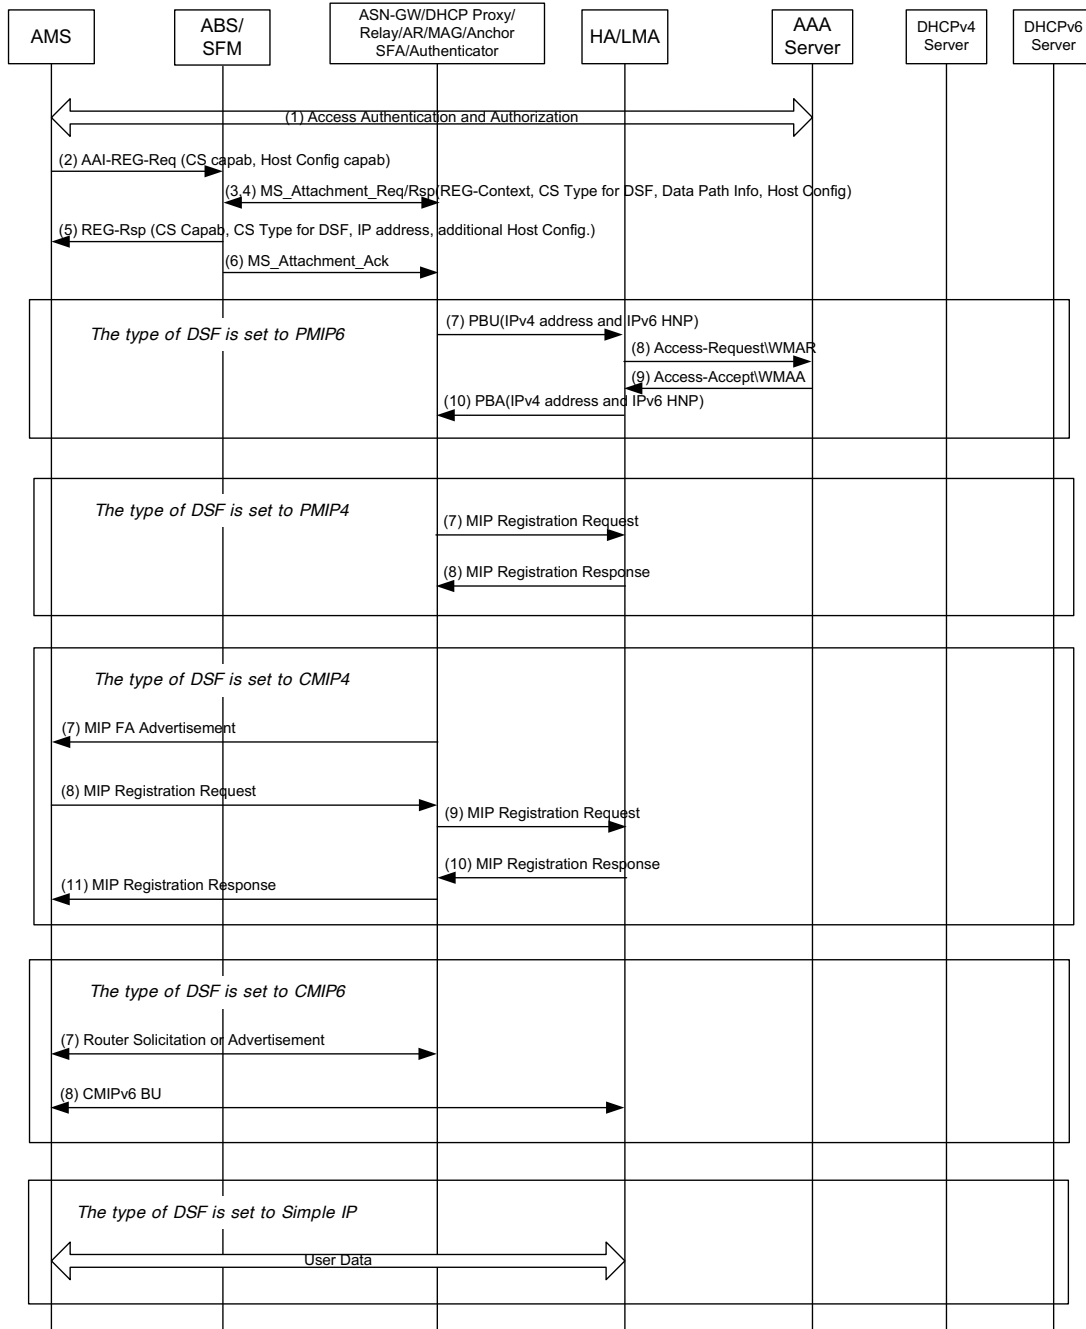 AMS
ABS/
SFM
ASN-GW/DHCP Proxy/
Relay/AR/MAG/Anchor
SFA/Authenticator
HA/LMA
AAA
Server
DHCPv4
Server
DHCPv6
Server
(1) Access Authentication and Authorization
(2) AAI-REG-Req (CS capab, Host Config capab)
(3,4) MS_Attachment_Req/Rsp(REG-Context, CS Type for DSF, Data Path Info, Host Config)
(5) REG-Rsp (CS Capab, CS Type for DSF, IP address, additional Host Config.)
(6) MS_Attachment_Ack
The type of DSF is set to PMIP6
(7) PBU(IPv4 address and IPv6 HNP)
(8) Access-Request\WMAR
(9) Access-Accept\WMAA
(10) PBA(IPv4 address and IPv6 HNP)
The type of DSF is set to PMIP4
(7) MIP Registration Request
(8) MIP Registration Response
The type of DSF is set to CMIP4
(7) MIP FA Advertisement
(8) MIP Registration Request
(9) MIP Registration Request
(10) MIP Registration Response
(11) MIP Registration Response
The type of DSF is set to CMIP6
(7) Router Solicitation or Advertisement
(8) CMIPv6 BU
The type of DSF is set to Simple IP
User Data